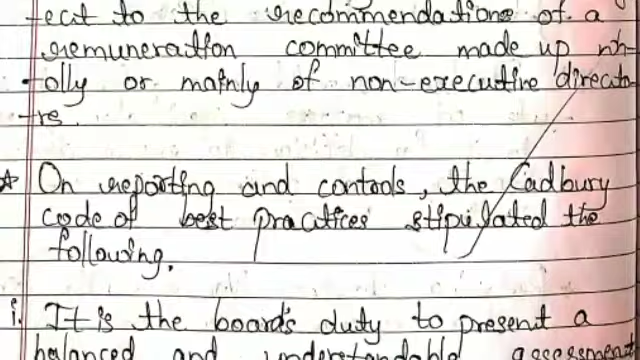 -ect to the recommendations of a
remuneration committee made up wh-
-olly or mainly of non-executive directo-
-rs.
* On reporting and controls, the Cadbury
code of best practices stipulated the
following.
i. It is the boards duty to present a
balanced and understandable assessment